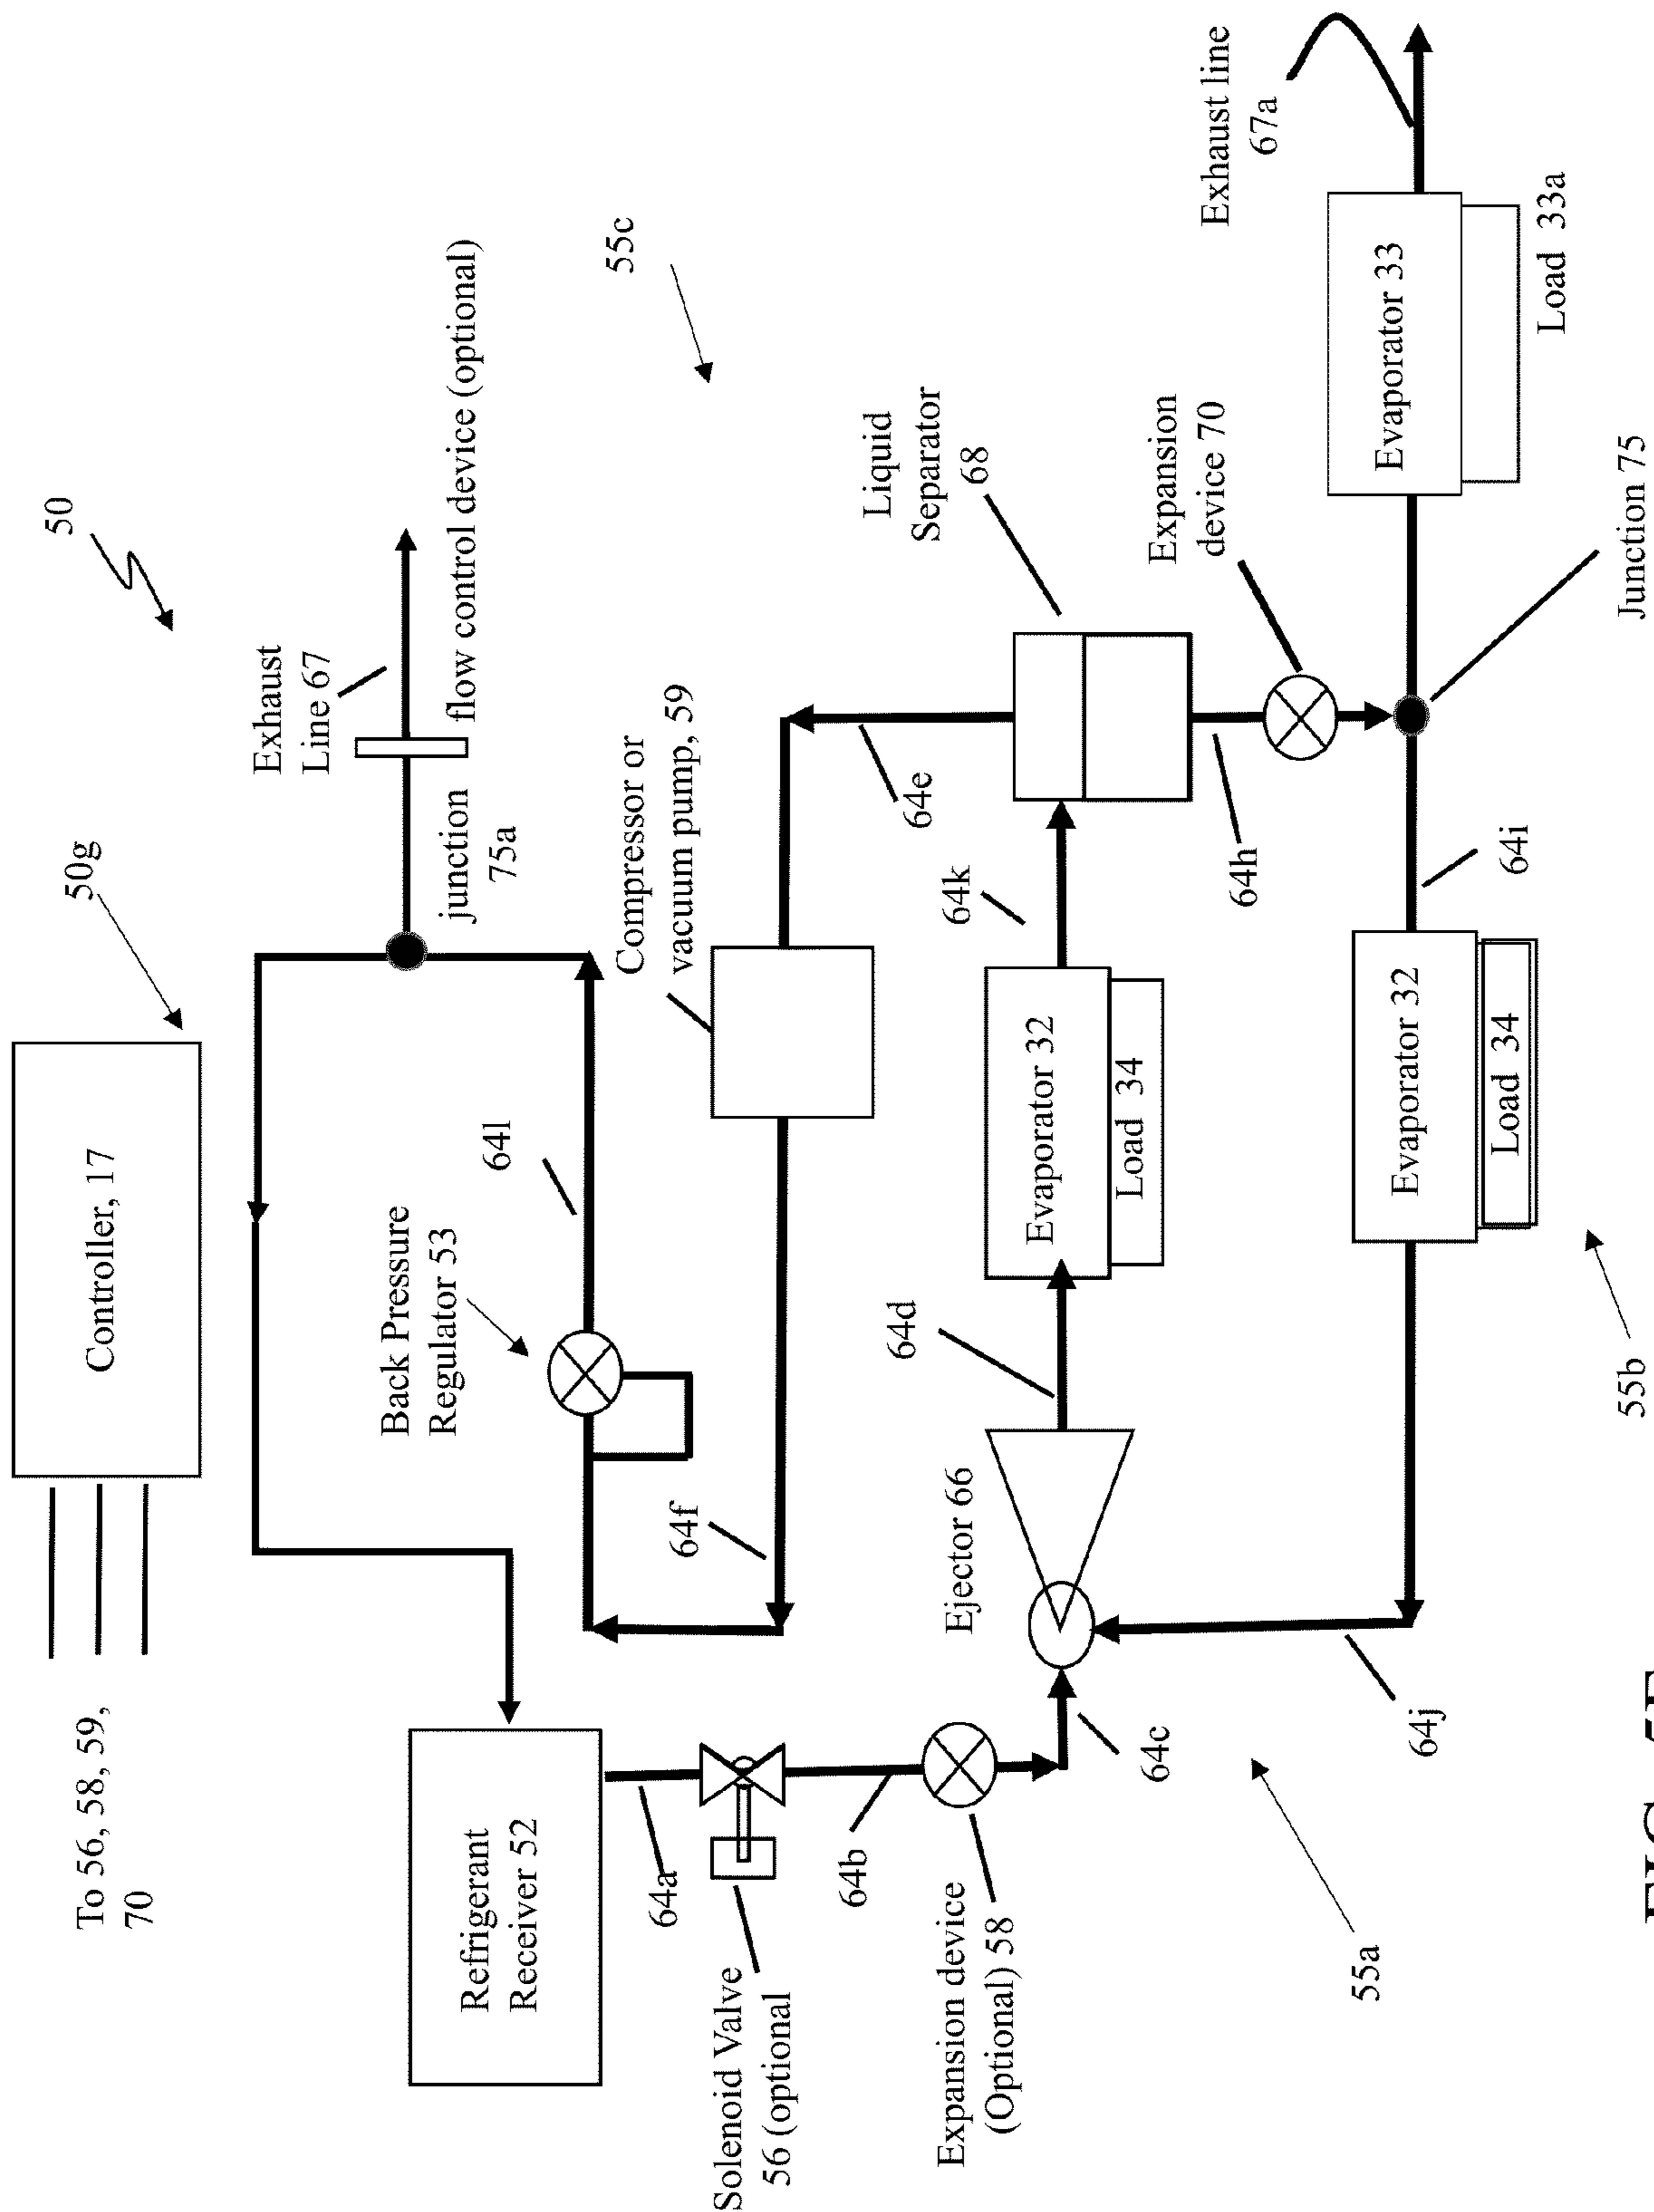 50
50g
Controller, 17
To 56, 58, 59,
70
Exhaust
Line 67
flow control device (optional)
junction
75a
Back Pressure
Regulator 53
64l
Compressor or
vacuum pump, 59
55c
Refrigerant
Receiver 52
64a
64f
Solenoid Valve
56 (optional
64b
64e
Liquid
Separator
68
Expansion device
(Optional) 58
Ejector 66
64d
64k
Evaporator 32
Load 34
64c
64h
Expansion
device 70
Exhaust line
67a
55a
64j
Evaporator 32
Load 34
64i
Evaporator 33
Load 33a
55b
Junction 75
FIG.